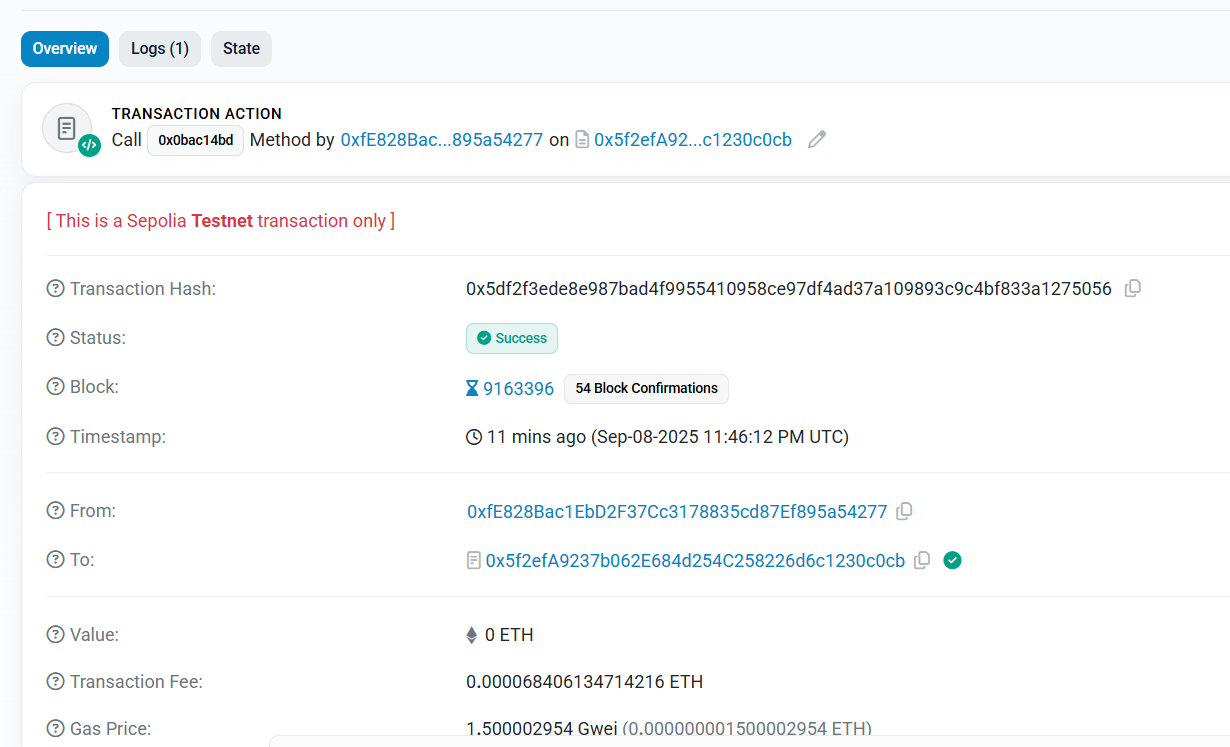 Overview Logs (1) State
TRANSACTION ACTION
Call 0x0bac14bd Method by 0xfE828Bac...895a54277 on 0x5f2efA92...c1230c0cb
[ This is a Sepolia Testnet transaction only ]
Transaction Hash: 0x5df2f3ede8e987bad4f9955410958ce97df4ad37a109893c9c4bf833a1275056
Status: Success
Block: 9163396 54 Block Confirmations
Timestamp: 11 mins ago (Sep-08-2025 11:46:12 PM UTC)
From: 0xfE828Bac1EbD2F37Cc3178835cd87Ef895a54277
To: 0x5f2efA9237b062E684d254C258226d6c1230c0cb
Value: 0 ETH
Transaction Fee: 0.000068406134714216 ETH
Gas Price: 1.500002954 Gwei (0.000000001500002954 ETH)